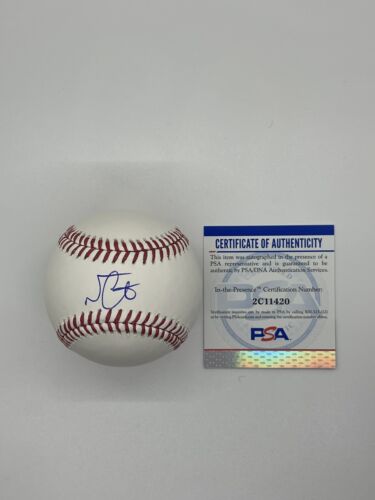 CERTIFICATE OF AUTHENTICITY
This item was autographed in the presence of a
PSA representative and is guaranteed to be
authentic by PSA/DNA Authentication Services.
In-the-Presence™ Certification Number:
2C11420
PSA